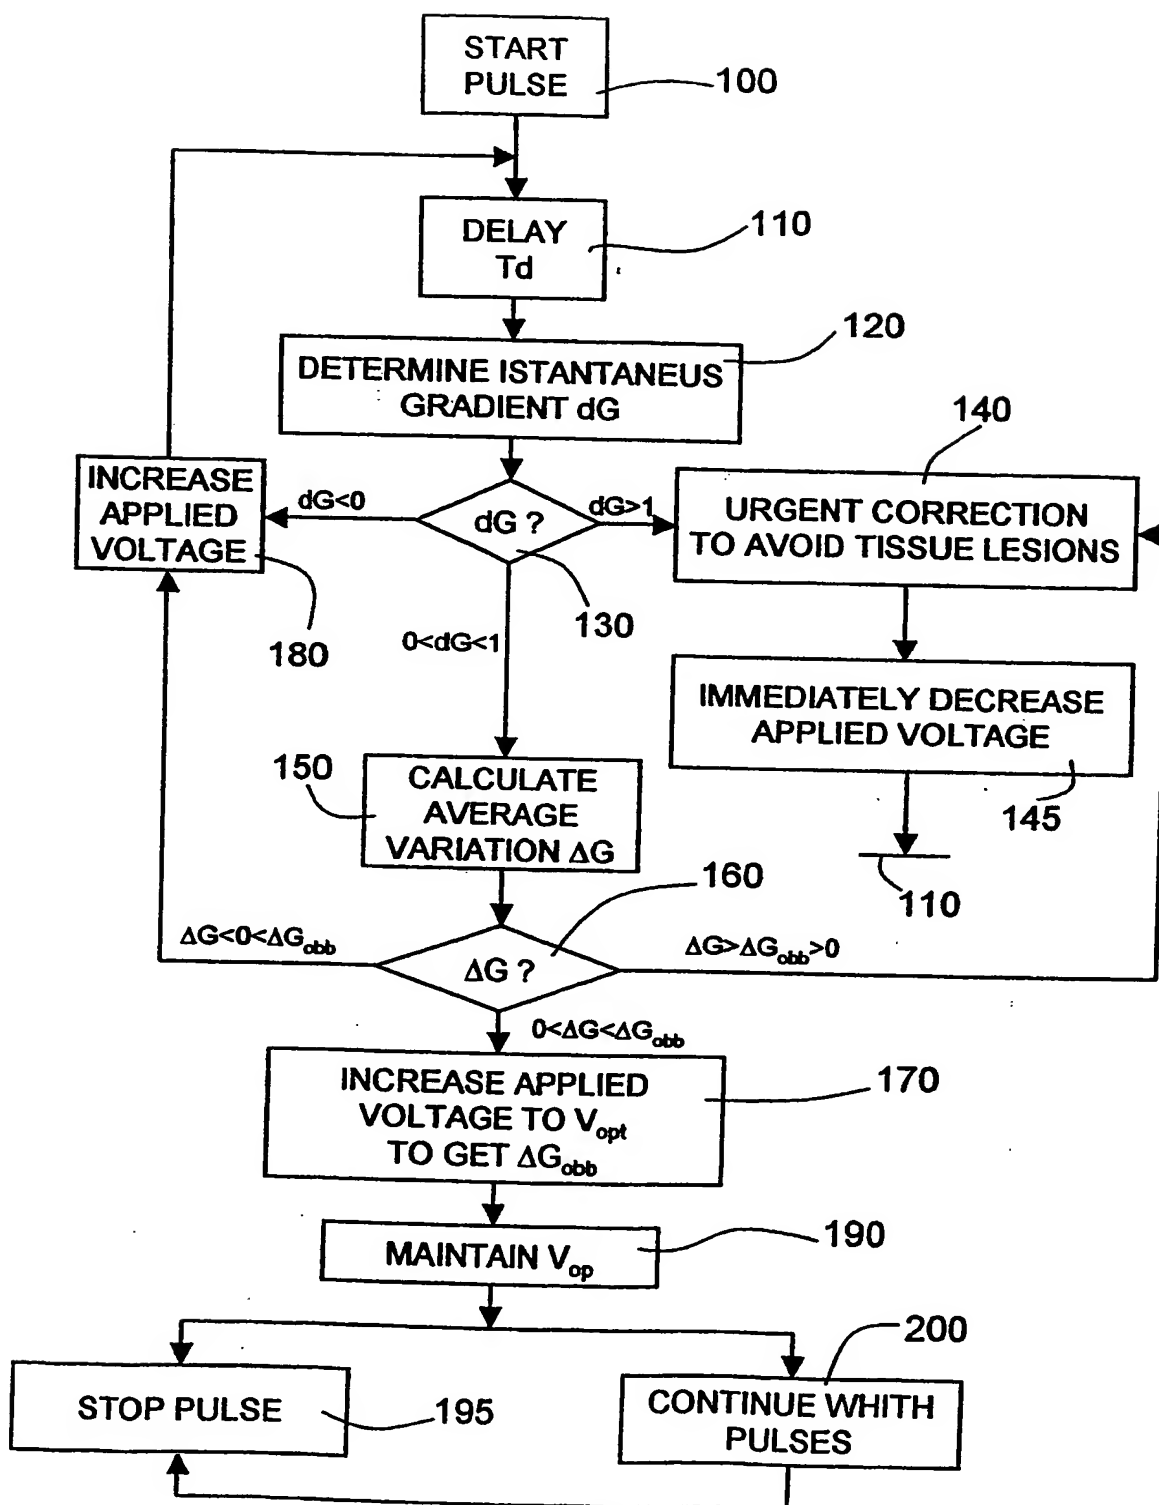 START
PULSE
100
DELAY
Td
110
120
DETERMINE ISTANTANEUS
GRADIENT dG
140
INCREASE
APPLIED
VOLTAGE
dG<0
dG ?
dG>1
URGENT CORRECTION
TO AVOID TISSUE LESIONS
180
130
0<dG<1
IMMEDIATELY DECREASE
APPLIED VOLTAGE
150
CALCULATE
AVERAGE
VARIATION ΔG
145
160
110
ΔG<0<ΔGobb
ΔG ?
ΔG>ΔGobb>0
0<ΔG<ΔGobb
INCREASE APPLIED
VOLTAGE TO Vopt
TO GET ΔGobb
170
MAINTAIN Vop
190
200
STOP PULSE
195
CONTINUE WHITH
PULSES